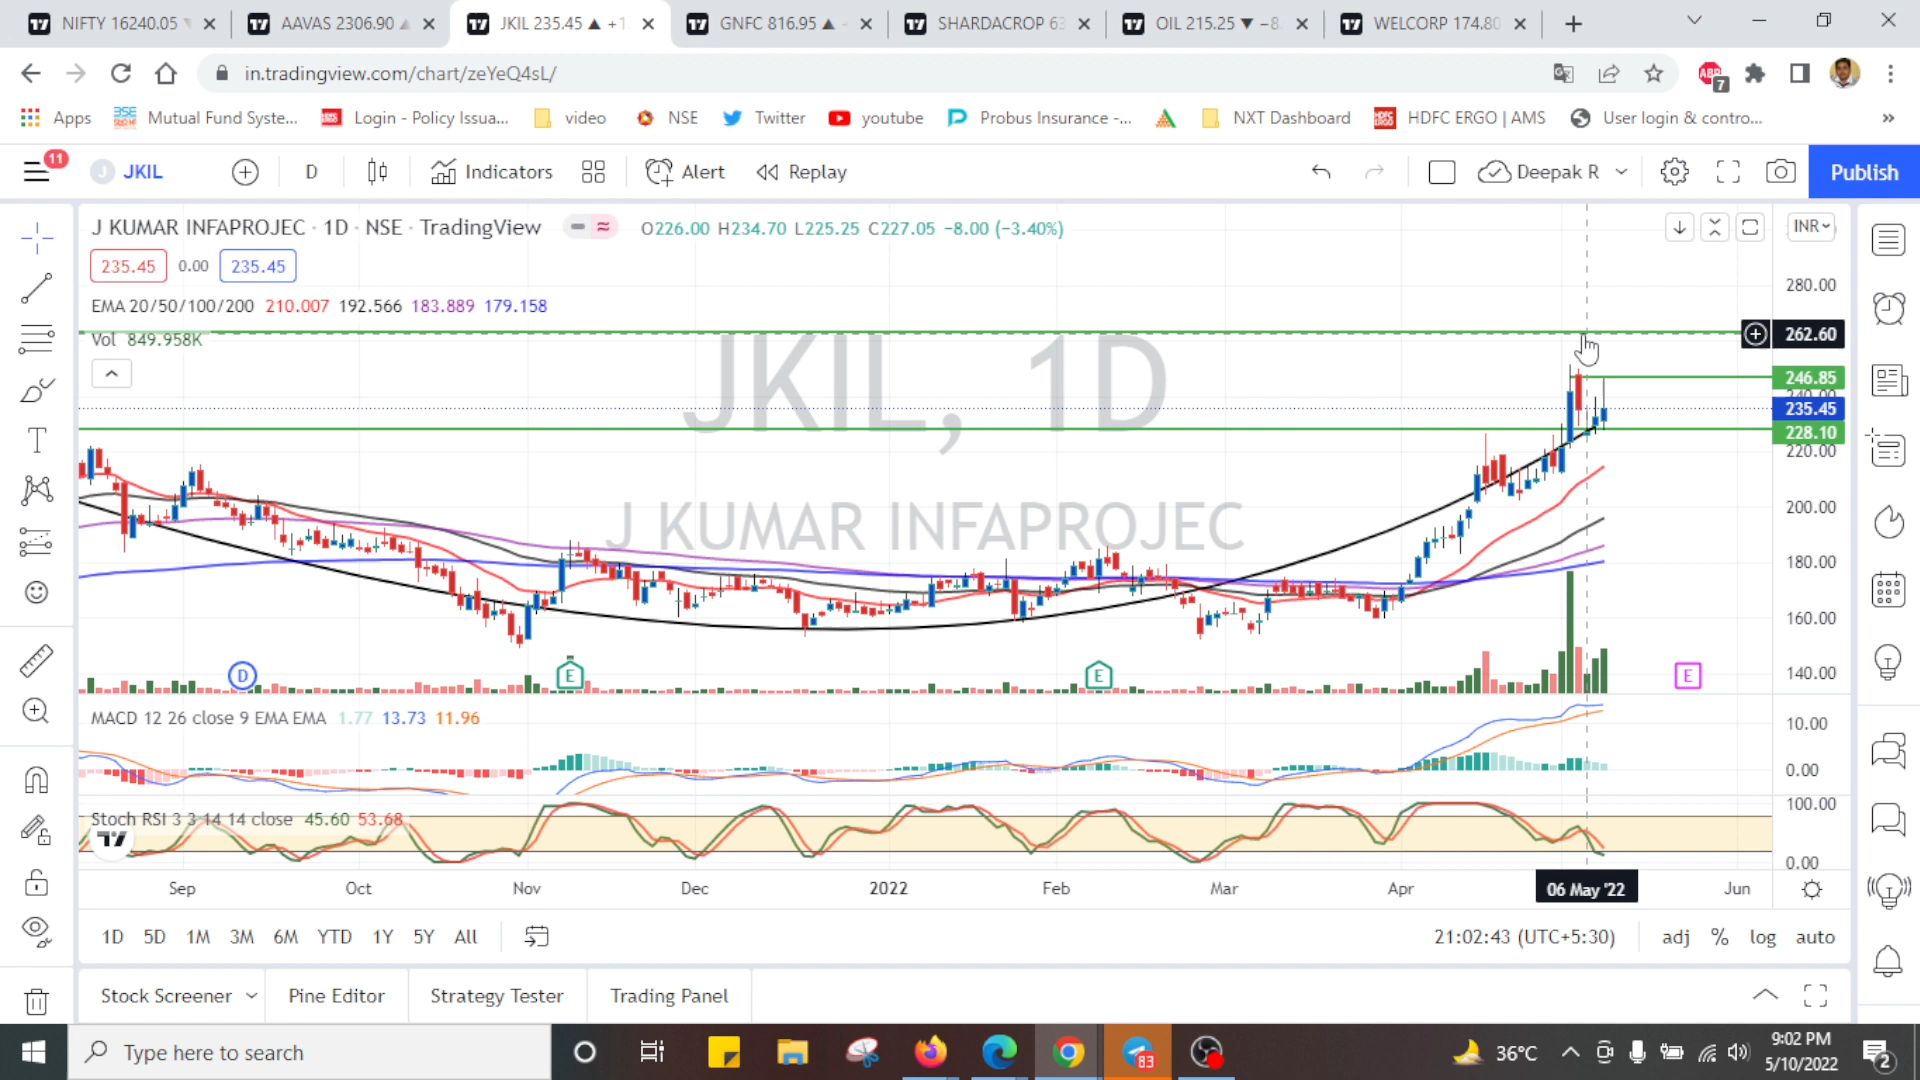 NIFTY 16240.05
AAVAS 2306.90 ▲
JKIL 235.45 ▲ +1
GNFC 816.95 ▲ −
SHARDACROP 63
OIL 215.25 ▼ −8.
WELCORP 174.80
in.tradingview.com/chart/zeYeQ4sL/
ABP
7
Apps
Mutual Fund Syste...
Login - Policy Issua...
video
NSE
Twitter
youtube
Probus Insurance -...
NXT Dashboard
HDFC ERGO | AMS
User login & contro...
»
11
J JKIL
D
Indicators
Alert
Replay
Deepak R
Publish
J KUMAR INFAPROJEC · 1D · NSE · TradingView
O226.00 H234.70 L225.25 C227.05 −8.00 (−3.40%)
INR
235.45 0.00 235.45
EMA 20/50/100/200 210.007 192.566 183.889 179.158
Vol 849.958K
JKIL, 1D
J KUMAR INFAPROJEC
280.00
262.60
246.85
240.00
235.45
228.10
220.00
200.00
180.00
160.00
140.00
D
E
E
E
MACD 12 26 close 9 EMA EMA 1.77 13.73 11.96
10.00
0.00
Stoch RSI 3 3 14 14 close 45.60 53.68
100.00
0.00
Sep Oct Nov Dec 2022 Feb Mar Apr 06 May '22 Jun
1D 5D 1M 3M 6M YTD 1Y 5Y All
21:02:43 (UTC+5:30) adj % log auto
Stock Screener Pine Editor Strategy Tester Trading Panel
Type here to search
83
36°C
9:02 PM
5/10/2022
2